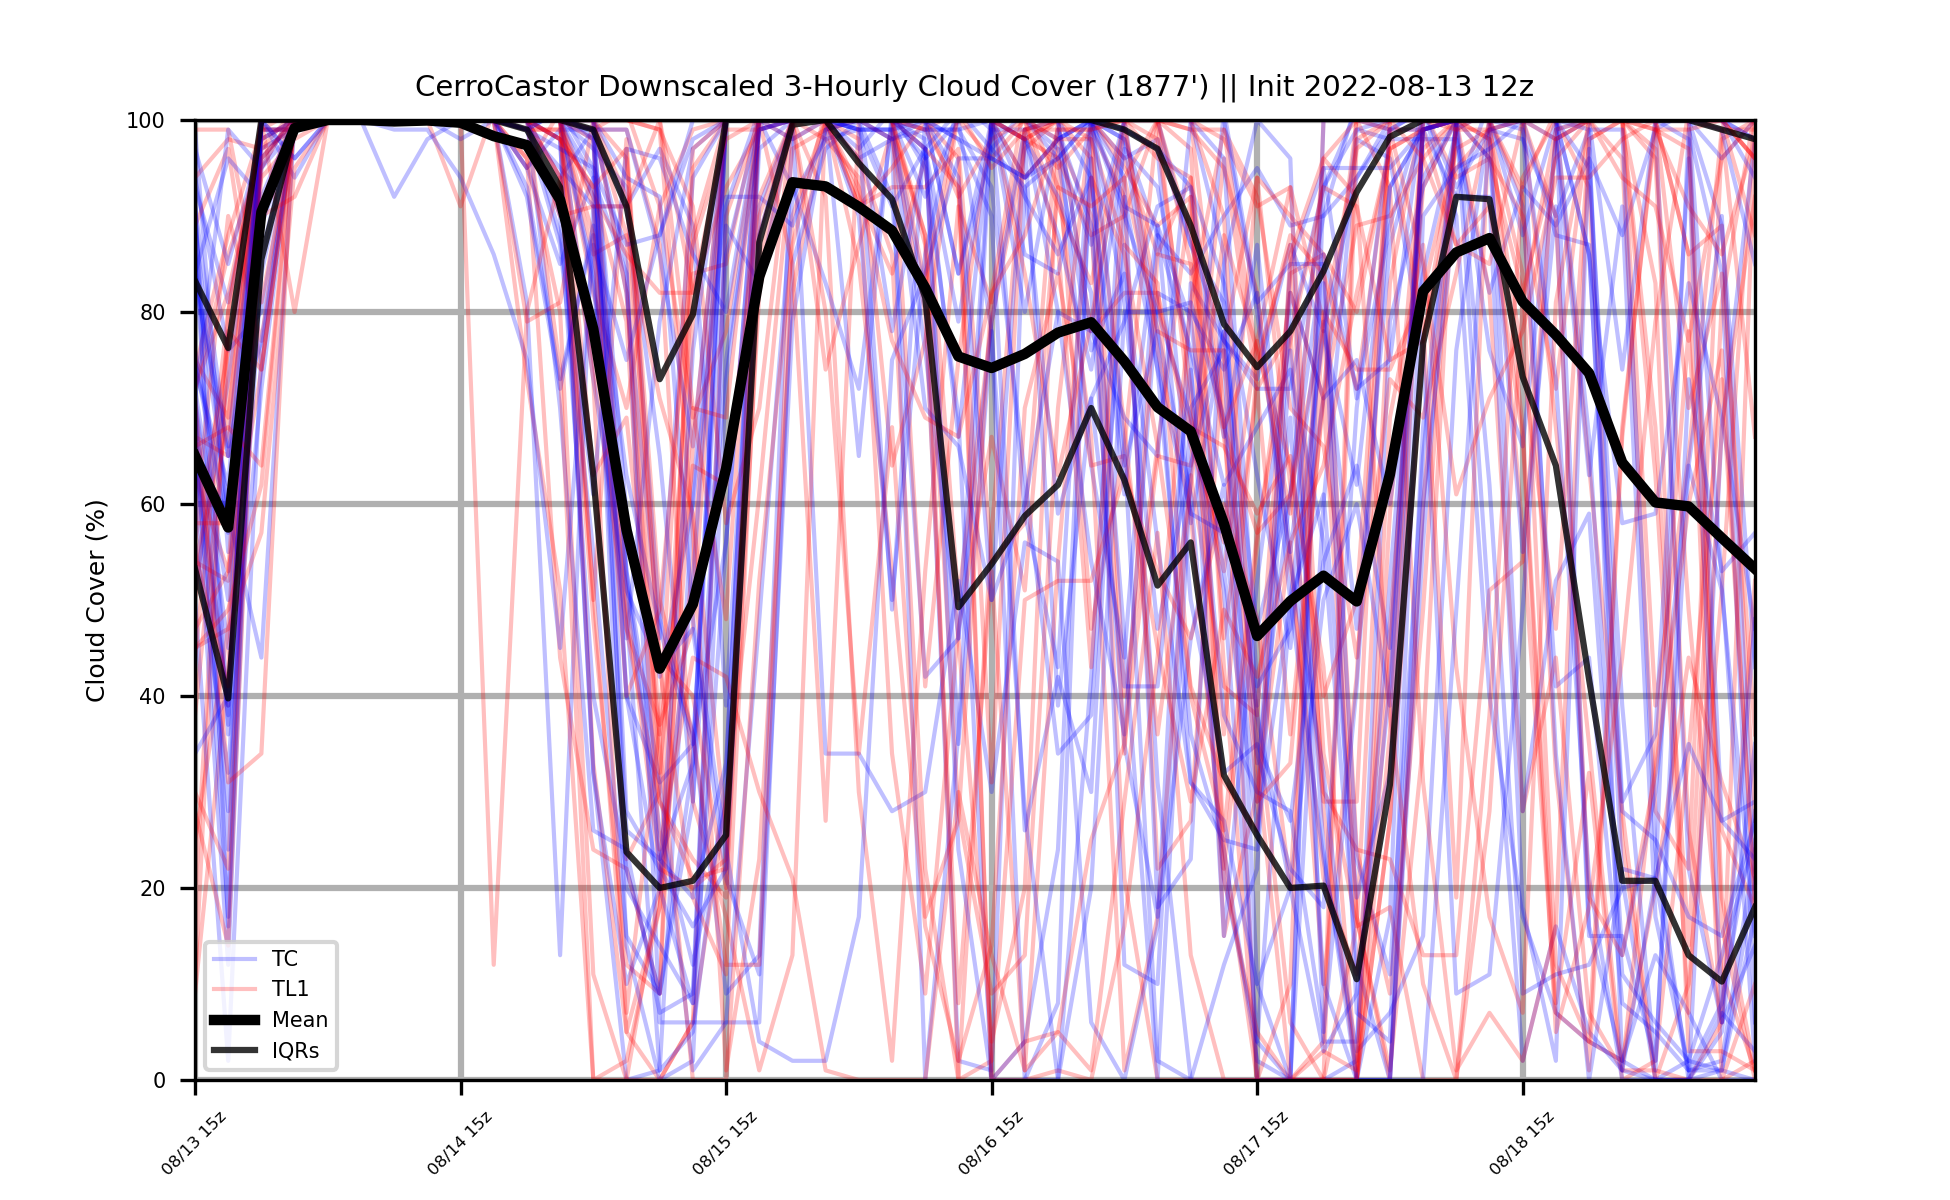 CerroCastor Downscaled 3-Hourly Cloud Cover (1877') || Init 2022-08-13 12z
Cloud Cover (%)
100
80
60
40
20
0
TC
TL1
Mean
IQRs
08/13 15z
08/14 15z
08/15 15z
08/16 15z
08/17 15z
08/18 15z